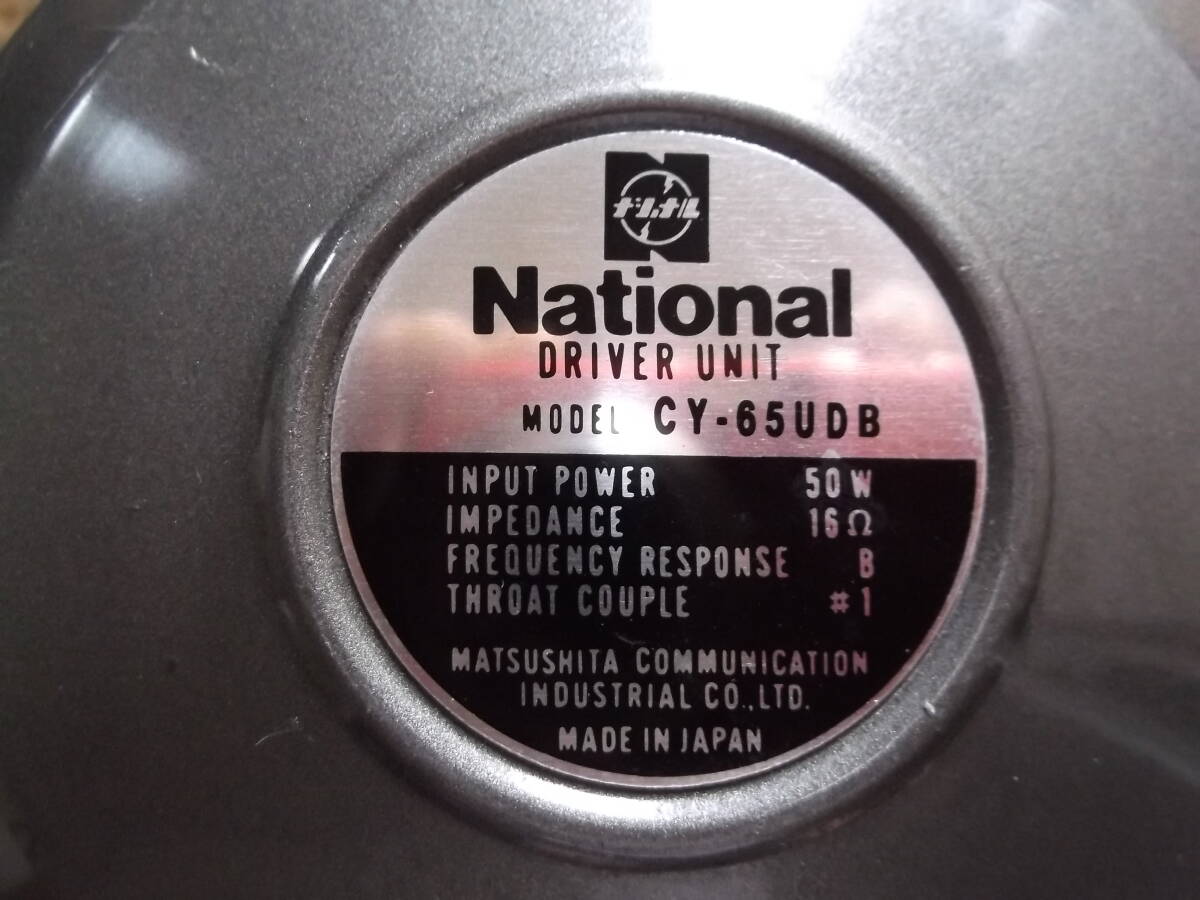 ナショナル
National
DRIVER UNIT
MODEL CY-65UDB
INPUT POWER 50W
IMPEDANCE 16Ω
FREQUENCY RESPONSE B
THROAT COUPLE #1
MATSUSHITA COMMUNICATION
INDUSTRIAL CO.,LTD.
MADE IN JAPAN